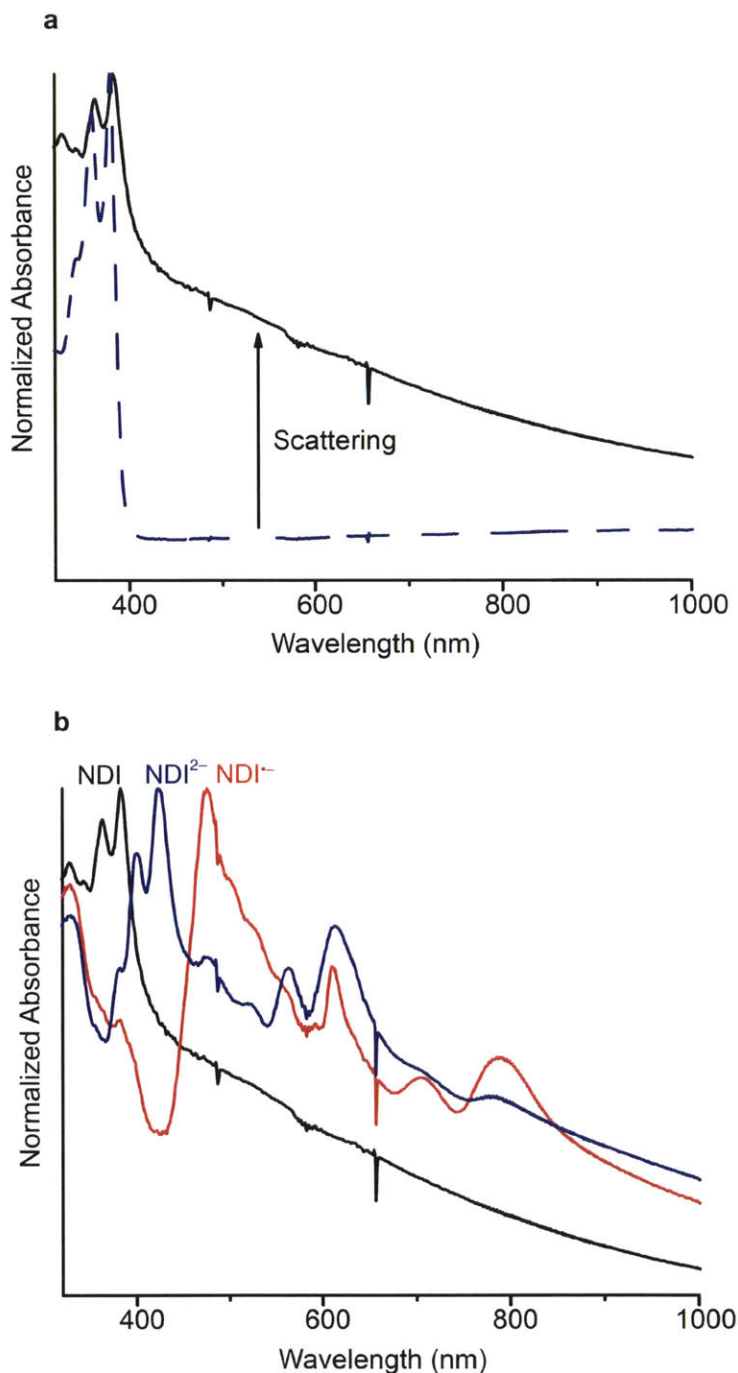 a
Normalized Absorbance
Scattering
400 600 800 1000
Wavelength (nm)
b
NDI NDI²⁻ NDI•⁻
Normalized Absorbance
400 600 800 1000
Wavelength (nm)